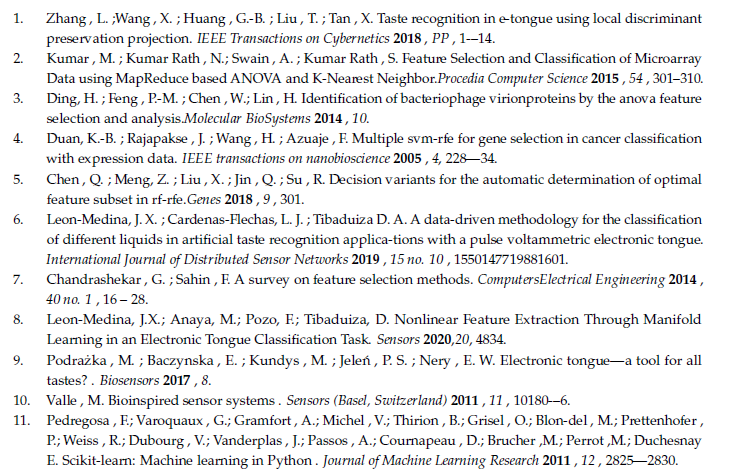 1. Zhang , L. ;Wang , X. ; Huang , G.-B. ; Liu , T. ; Tan , X. Taste recognition in e-tongue using local discriminant
preservation projection. IEEE Transactions on Cybernetics 2018 , PP , 1-–14.
2. Kumar , M. ; Kumar Rath , N.; Swain , A. ; Kumar Rath , S. Feature Selection and Classification of Microarray
Data using MapReduce based ANOVA and K-Nearest Neighbor.Procedia Computer Science 2015 , 54 , 301–310.
3. Ding, H. ; Feng , P.-M. ; Chen , W.; Lin , H. Identification of bacteriophage virionproteins by the anova feature
selection and analysis.Molecular BioSystems 2014 , 10.
4. Duan, K.-B. ; Rajapakse , J. ; Wang , H. ; Azuaje , F. Multiple svm-rfe for gene selection in cancer classification
with expression data. IEEE transactions on nanobioscience 2005 , 4, 228—34.
5. Chen , Q. ; Meng, Z. ; Liu , X. ; Jin , Q. ; Su , R. Decision variants for the automatic determination of optimal
feature subset in rf-rfe.Genes 2018 , 9 , 301.
6. Leon-Medina, J. X. ; Cardenas-Flechas, L. J. ; Tibaduiza D. A. A data-driven methodology for the classification
of different liquids in artificial taste recognition applica-tions with a pulse voltammetric electronic tongue.
International Journal of Distributed Sensor Networks 2019 , 15 no. 10 , 1550147719881601.
7. Chandrashekar , G. ; Sahin , F. A survey on feature selection methods. ComputersElectrical Engineering 2014 ,
40 no. 1 , 16 – 28.
8. Leon-Medina, J.X.; Anaya, M.; Pozo, F.; Tibaduiza, D. Nonlinear Feature Extraction Through Manifold
Learning in an Electronic Tongue Classification Task. Sensors 2020,20, 4834.
9. Podrażka , M. ; Baczynska , E. ; Kundys , M. ; Jeleń , P. S. ; Nery , E. W. Electronic tongue—a tool for all
tastes? . Biosensors 2017 , 8.
10. Valle , M. Bioinspired sensor systems . Sensors (Basel, Switzerland) 2011 , 11 , 10180-–6.
11. Pedregosa , F.; Varoquaux , G.; Gramfort , A.; Michel , V.; Thirion , B.; Grisel , O.; Blon-del , M.; Prettenhofer ,
P.; Weiss , R.; Dubourg , V.; Vanderplas , J.; Passos , A.; Cournapeau , D.; Brucher ,M.; Perrot ,M.; Duchesnay
E. Scikit-learn: Machine learning in Python . Journal of Machine Learning Research 2011 , 12 , 2825—2830.